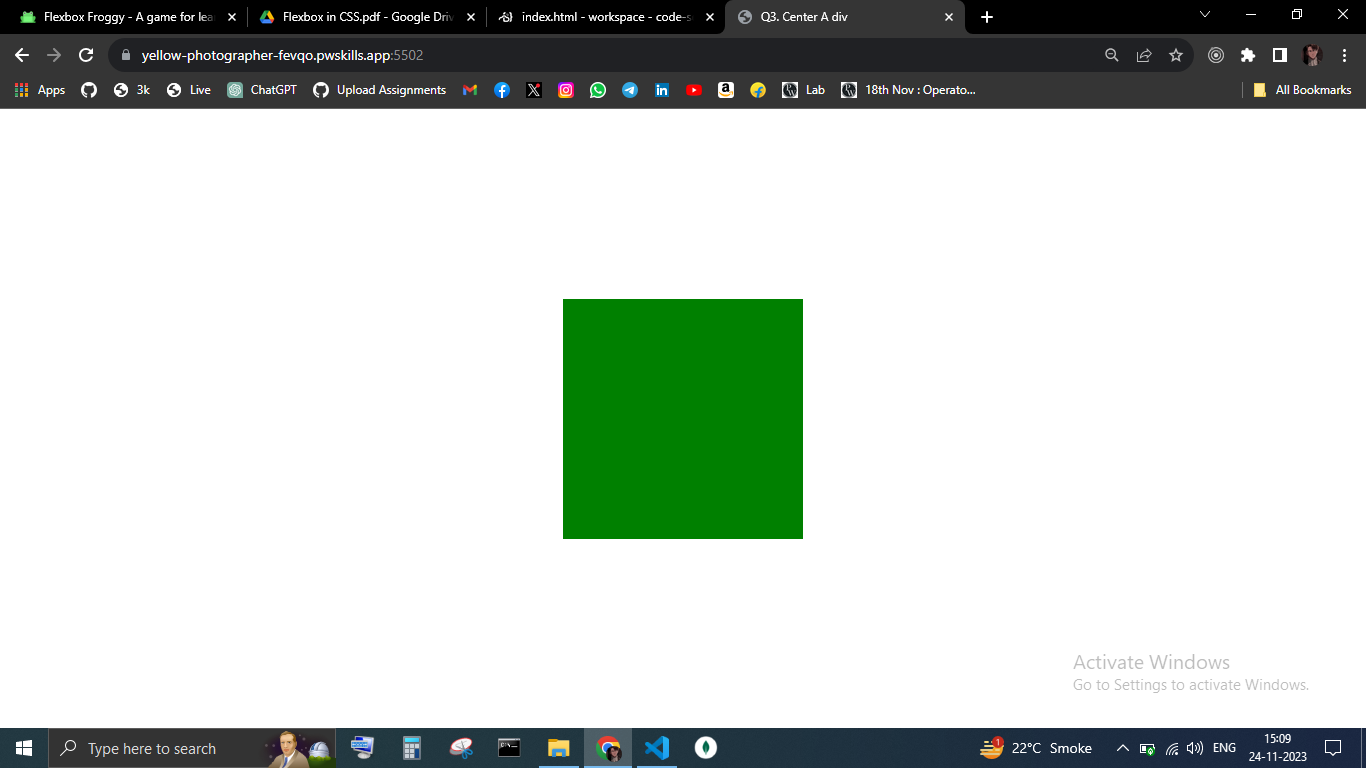 Flexbox Froggy - A game for lea
Flexbox in CSS.pdf - Google Driv
index.html - workspace - code-s
Q3. Center A div
yellow-photographer-fevqo.pwskills.app:5502
Apps
3k
Live
ChatGPT
Upload Assignments
Lab
18th Nov : Operato...
All Bookmarks
Activate Windows
Go to Settings to activate Windows.
Type here to search
1
22°C Smoke
ENG
15:09
24-11-2023